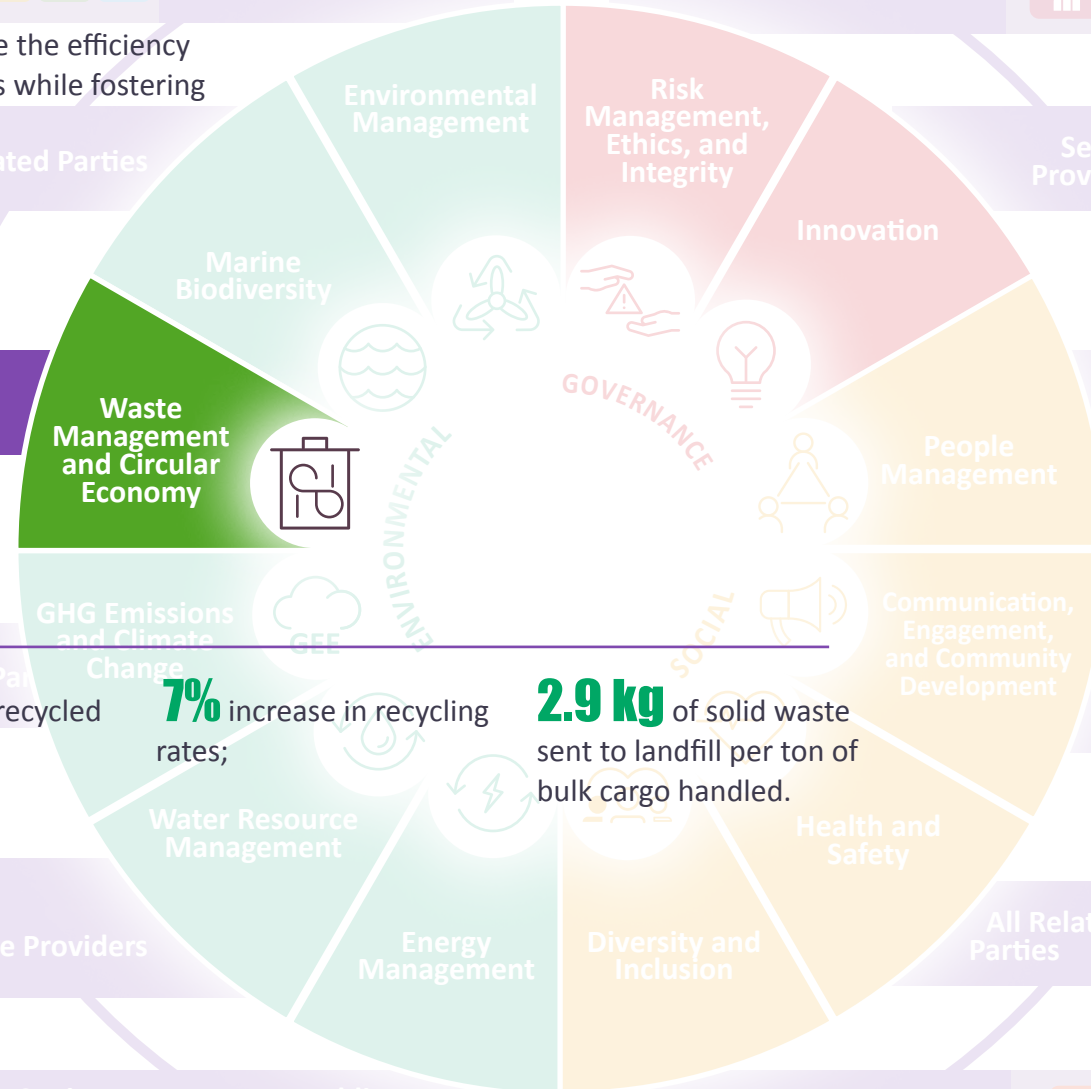 e the efficiency
s while fostering
Environmental
Management
Risk
Management,
Ethics, and
Integrity
ated Parties
Se
Prov
Innovation
Marine
Biodiversity
GOVERNANCE
Waste
Management
and Circular
Economy
ENVIRONMENTAL
People
Management
GHG Emissions
and Climate
Change
GEE
SOCIAL
Communication,
Engagement,
and Community
Development
Pa
recycled
7% increase in recycling
rates;
2.9 kg of solid waste
sent to landfill per ton of
bulk cargo handled.
Water Resource
Management
Health and
Safety
e Providers
Energy
Management
Diversity and
Inclusion
All Relat
Parties